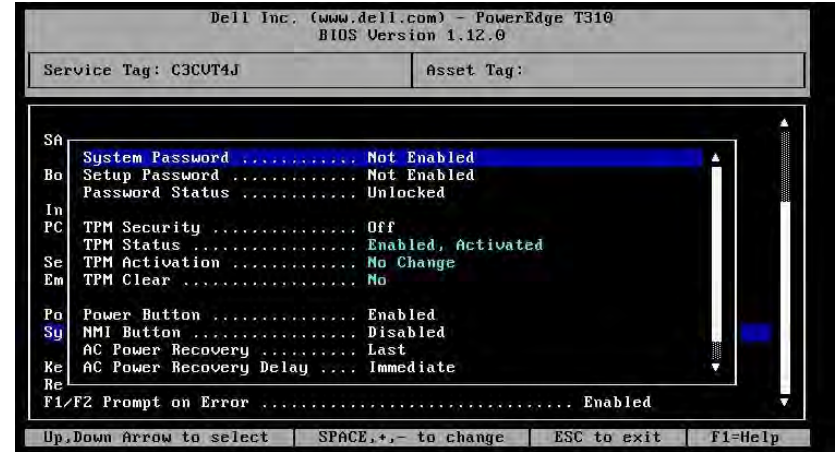 Dell Inc. (www.dell.com) - PowerEdge T310
BIOS Version 1.12.0
Service Tag: C3CVT4J
Asset Tag:
SA
System Password ............ Not Enabled
Bo
Setup Password ............. Not Enabled
Password Status ............ Unlocked
In
PC
TPM Security ............... Off
TPM Status ................. Enabled, Activated
Se
TPM Activation ............. No Change
Em
TPM Clear .................. No
Po
Power Button ............... Enabled
Sy
NMI Button ................. Disabled
AC Power Recovery .......... Last
Ke
AC Power Recovery Delay .... Immediate
Re
F1/F2 Prompt on Error ............................... Enabled
Up,Down Arrow to select
SPACE,+,- to change
ESC to exit
F1=Help